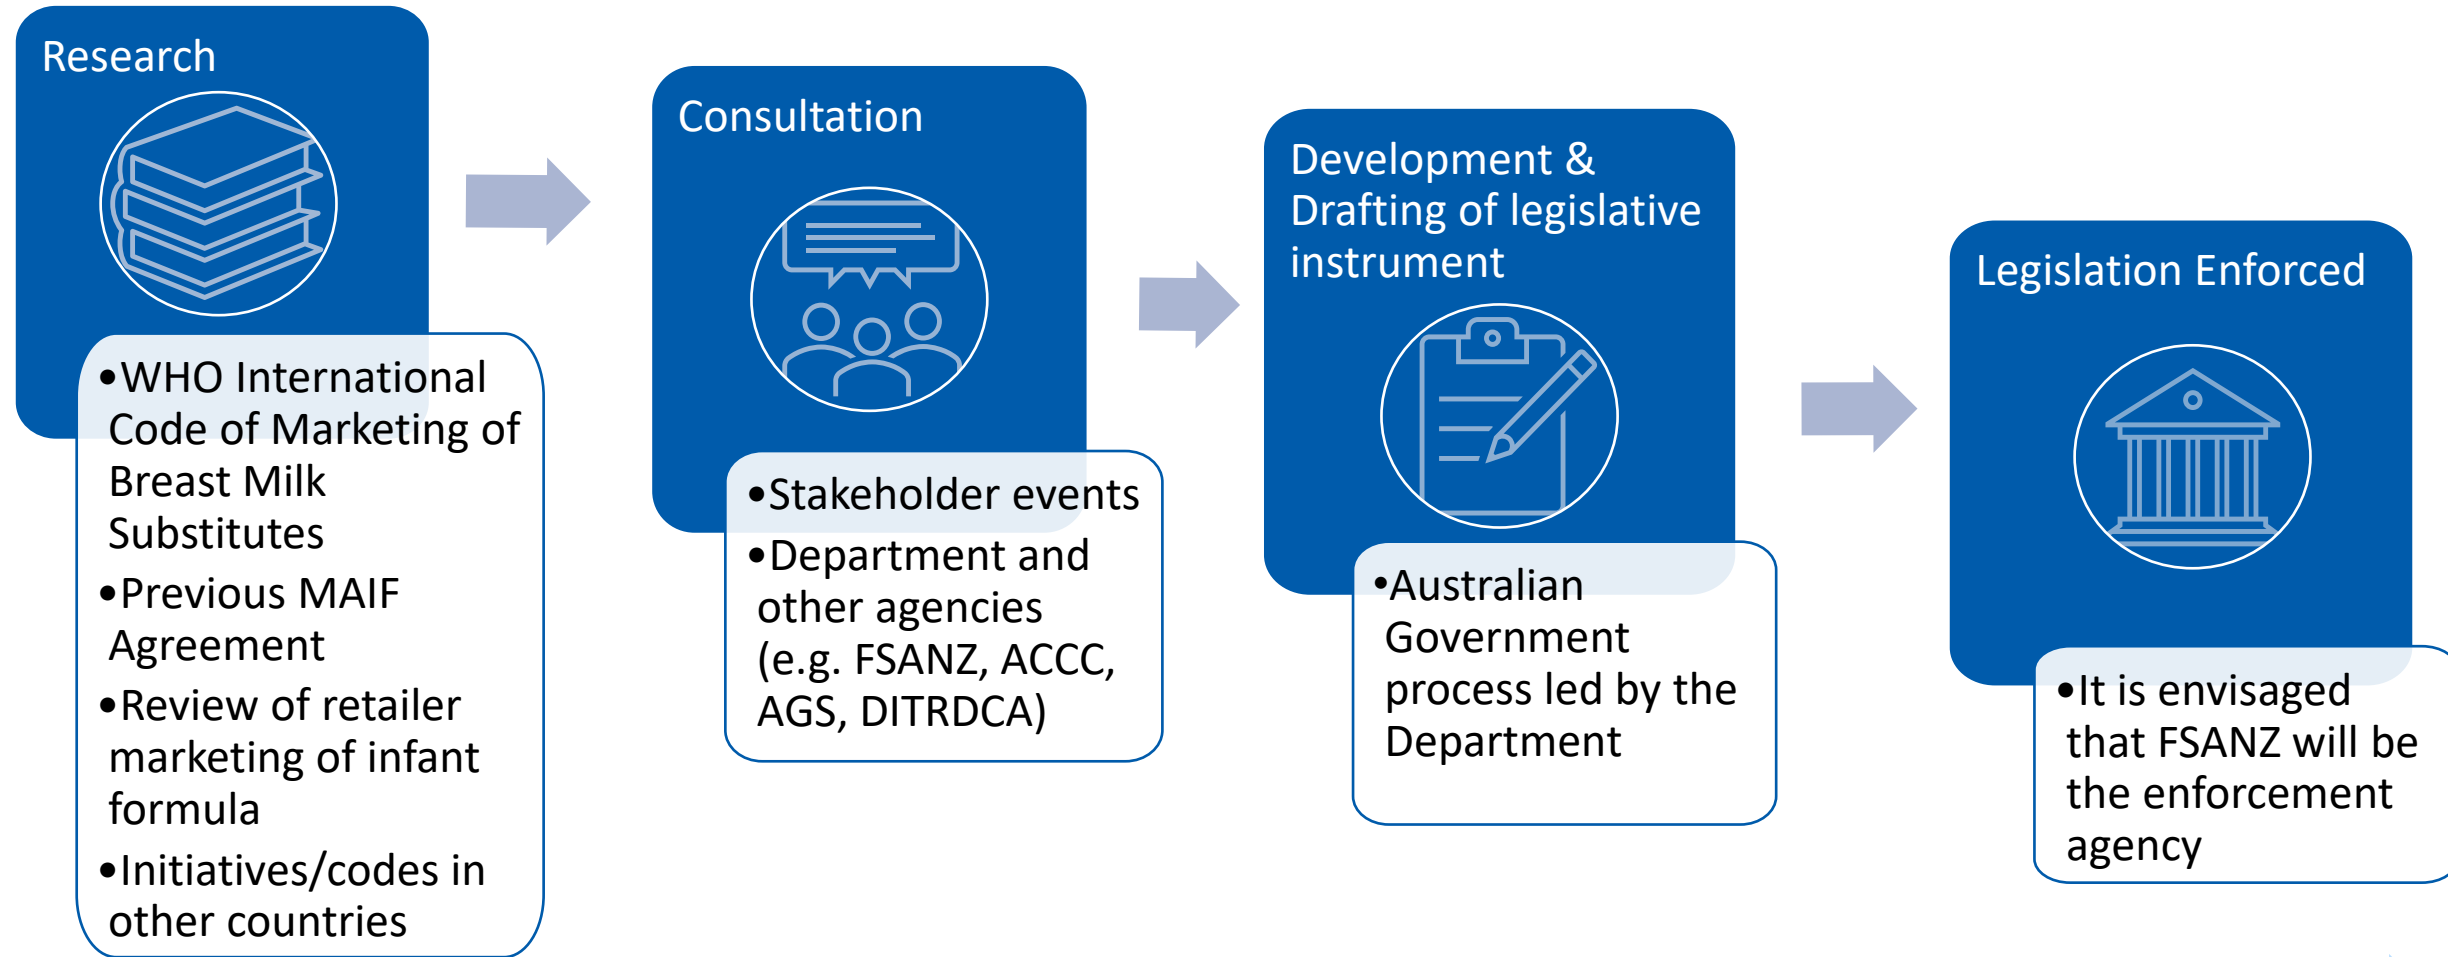 Research
•WHO International
Code of Marketing of
Breast Milk
Substitutes
•Previous MAIF
Agreement
•Review of retailer
marketing of infant
formula
•Initiatives/codes in
other countries
Consultation
•Stakeholder events
•Department and
other agencies
(e.g. FSANZ, ACCC,
AGS, DITRDCA)
Development &
Drafting of legislative
instrument
•Australian
Government
process led by the
Department
Legislation Enforced
•It is envisaged
that FSANZ will be
the enforcement
agency